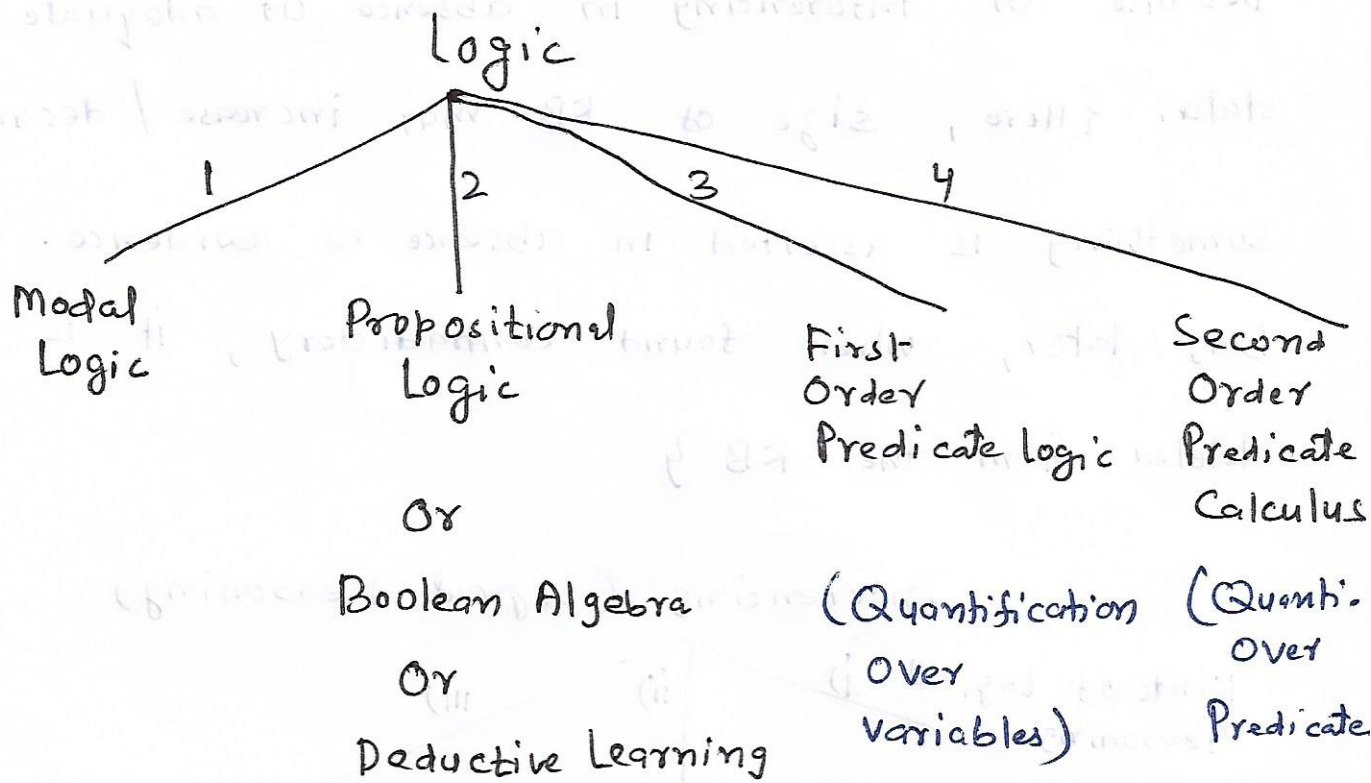 Logic
1 2 3 4
Modal Logic
Propositional Logic
Or
Boolean Algebra
Or
Deductive Learning
First Order Predicate Logic
(Quantification Over variables)
Second Order Predicate Calculus
(Quanti. Over Predicate